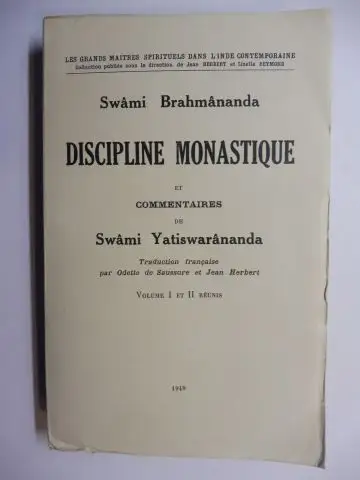 LES GRANDS MAITRES SPIRITUELS DANS L'INDE CONTEMPORAINE
Collection publiée sous la direction de Jean HERBERT et Linette REYMOND
Swâmi Brahmânanda
DISCIPLINE MONASTIQUE
ET
COMMENTAIRES
DE
Swâmi Yatiswarânanda
Traduction française
par Odette de Saussure et Jean Herbert
VOLUME I ET II RÉUNIS
1949